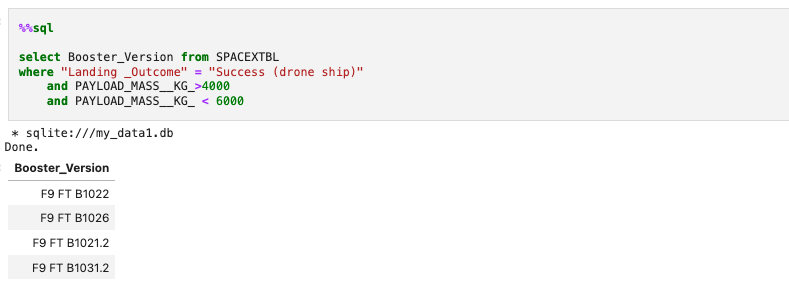 %%sql
select Booster_Version from SPACEXTBL
where "Landing _Outcome" = "Success (drone ship)"
and PAYLOAD_MASS__KG_>4000
and PAYLOAD_MASS__KG_ < 6000
* sqlite:///my_data1.db
Done.
Booster_Version
F9 FT B1022
F9 FT B1026
F9 FT B1021.2
F9 FT B1031.2